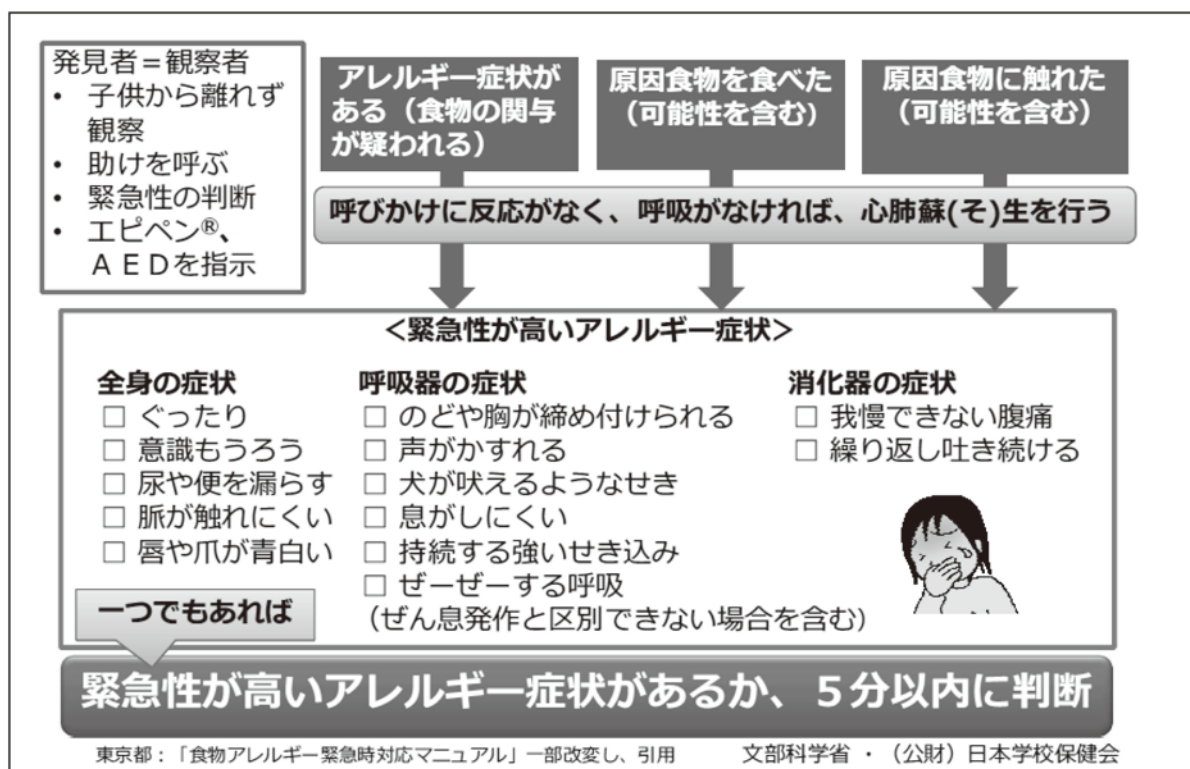 発見者＝観察者
• 子供から離れず
観察
• 助けを呼ぶ
• 緊急性の判断
• エピペン®、
ＡＥＤを指示
アレルギー症状が
ある（食物の関与
が疑われる）
原因食物を食べた
（可能性を含む）
原因食物に触れた
（可能性を含む）
呼びかけに反応がなく、呼吸がなければ、心肺蘇(そ)生を行う
＜緊急性が高いアレルギー症状＞
全身の症状
□ ぐったり
□ 意識もうろう
□ 尿や便を漏らす
□ 脈が触れにくい
□ 唇や爪が青白い
呼吸器の症状
□ のどや胸が締め付けられる
□ 声がかすれる
□ 犬が吠えるようなせき
□ 息がしにくい
□ 持続する強いせき込み
□ ぜーぜーする呼吸
（ぜん息発作と区別できない場合を含む）
消化器の症状
□ 我慢できない腹痛
□ 繰り返し吐き続ける
一つでもあれば
緊急性が高いアレルギー症状があるか、５分以内に判断
東京都：「食物アレルギー緊急時対応マニュアル」一部改変し、引用
文部科学省 ・（公財）日本学校保健会